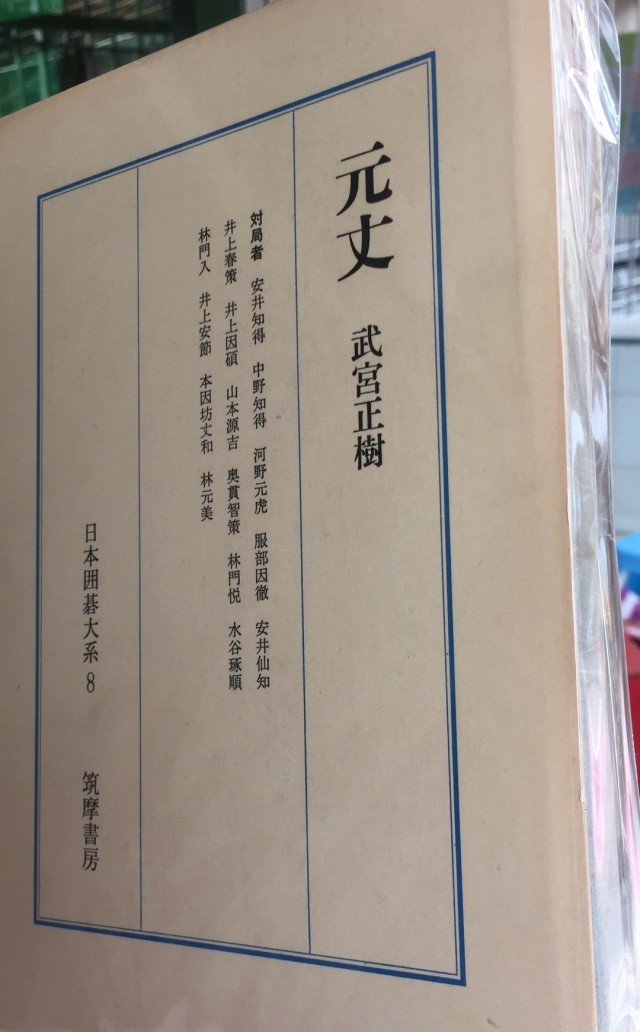 元丈　武宮正樹
対局者　安井知得　中野知得　河野元虎　服部因徹　安井仙知
井上春策　井上因碩　山本源吉　奥貫智策　林門悦　水谷琢順
林門入　井上安節　本因坊丈和　林元美
日本囲碁大系 8　筑摩書房